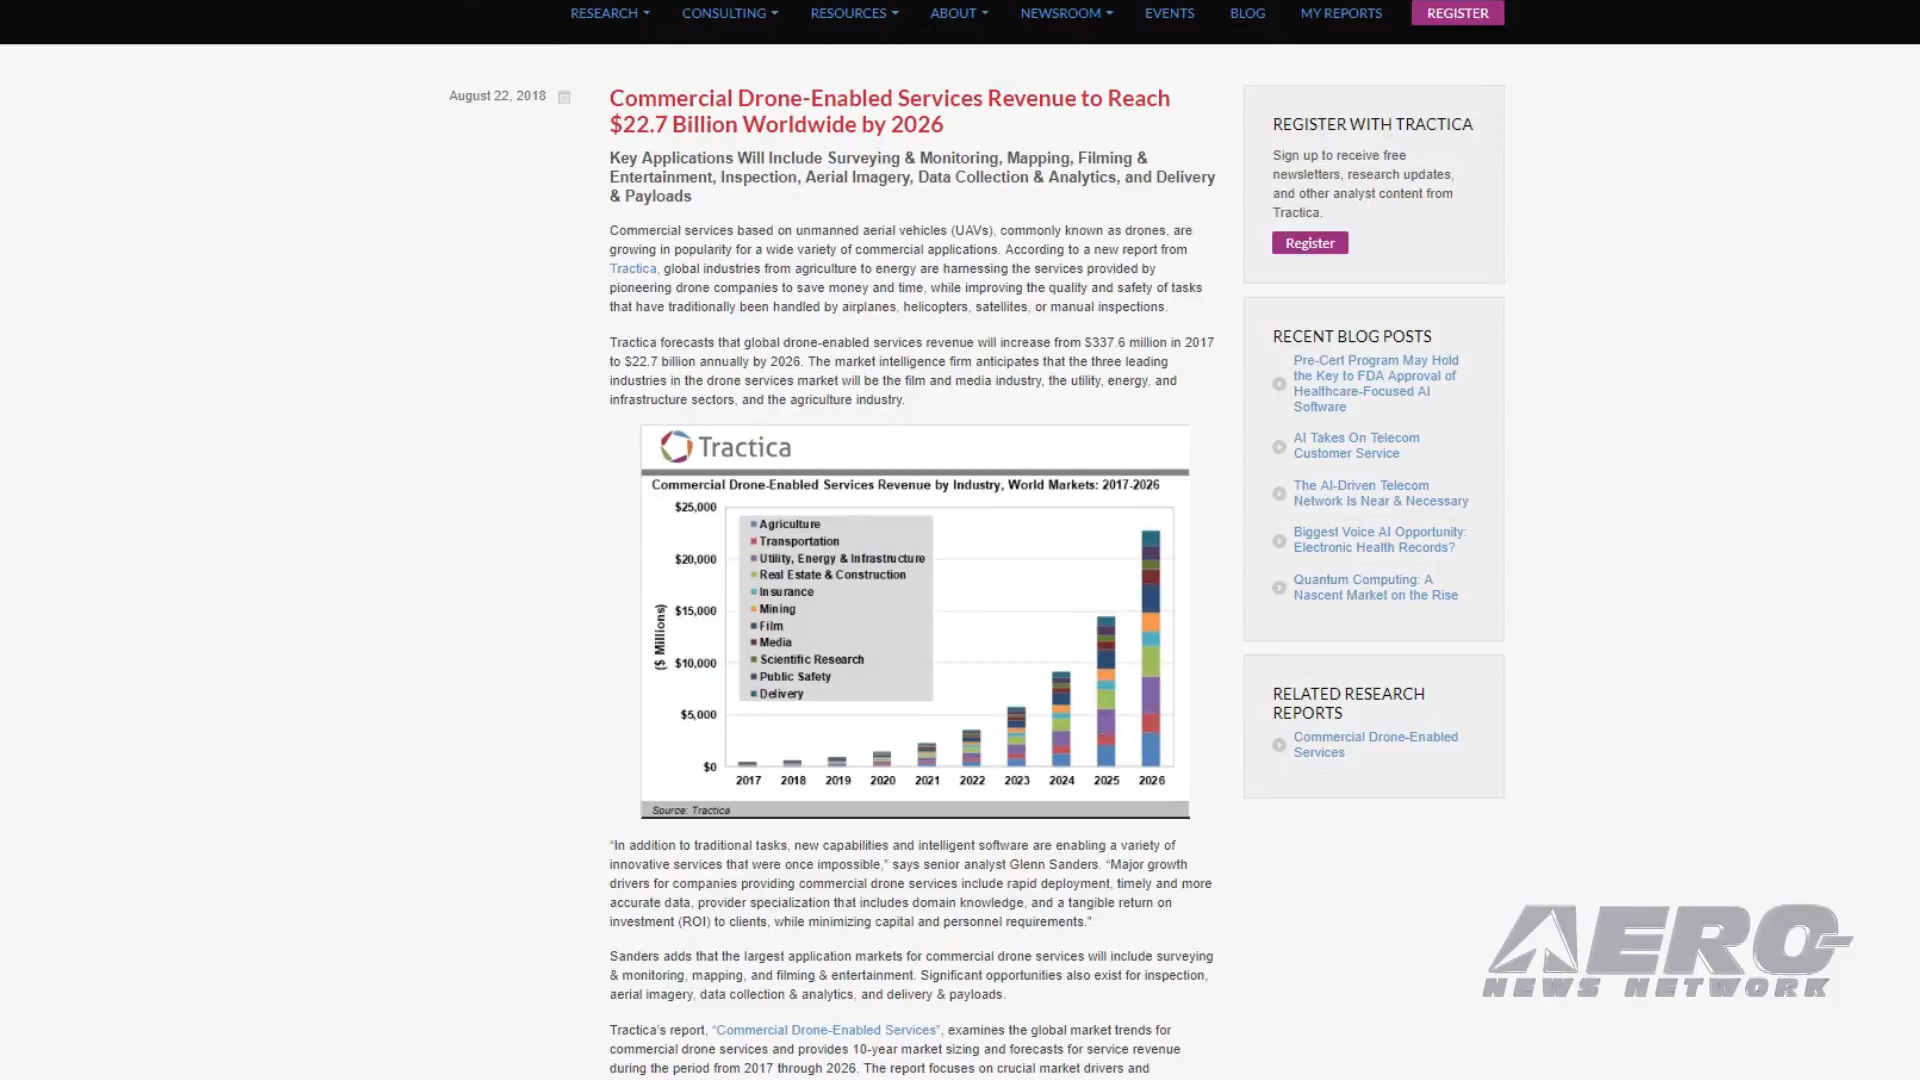 RESEARCH CONSULTING RESOURCES ABOUT NEWSROOM EVENTS BLOG MY REPORTS REGISTER
August 22, 2018
Commercial Drone-Enabled Services Revenue to Reach
$22.7 Billion Worldwide by 2026
Key Applications Will Include Surveying & Monitoring, Mapping, Filming &
Entertainment, Inspection, Aerial Imagery, Data Collection & Analytics, and Delivery
& Payloads
Commercial services based on unmanned aerial vehicles (UAVs), commonly known as drones, are
growing in popularity for a wide variety of commercial applications. According to a new report from
Tractica, global industries from agriculture to energy are harnessing the services provided by
pioneering drone companies to save money and time, while improving the quality and safety of tasks
that have traditionally been handled by airplanes, helicopters, satellites, or manual inspections.
Tractica forecasts that global drone-enabled services revenue will increase from $337.6 million in 2017
to $22.7 billion annually by 2026. The market intelligence firm anticipates that the three leading
industries in the drone services market will be the film and media industry, the utility, energy, and
infrastructure sectors, and the agriculture industry.
Tractica
Commercial Drone-Enabled Services Revenue by Industry, World Markets: 2017-2026
($ Millions)
$25,000
$20,000
$15,000
$10,000
$5,000
$0
Agriculture
Transportation
Utility, Energy & Infrastructure
Real Estate & Construction
Insurance
Mining
Film
Media
Scientific Research
Public Safety
Delivery
2017 2018 2019 2020 2021 2022 2023 2024 2025 2026
Source: Tractica
“In addition to traditional tasks, new capabilities and intelligent software are enabling a variety of
innovative services that were once impossible,” says senior analyst Glenn Sanders. “Major growth
drivers for companies providing commercial drone services include rapid deployment, timely and more
accurate data, provider specialization that includes domain knowledge, and a tangible return on
investment (ROI) to clients, while minimizing capital and personnel requirements.”
Sanders adds that the largest application markets for commercial drone services will include surveying
& monitoring, mapping, and filming & entertainment. Significant opportunities also exist for inspection,
aerial imagery, data collection & analytics, and delivery & payloads.
Tractica’s report, “Commercial Drone-Enabled Services”, examines the global market trends for
commercial drone services and provides 10-year market sizing and forecasts for service revenue
during the period from 2017 through 2026. The report focuses on crucial market drivers and
REGISTER WITH TRACTICA
Sign up to receive free
newsletters, research updates,
and other analyst content from
Tractica.
Register
RECENT BLOG POSTS
Pre-Cert Program May Hold
the Key to FDA Approval of
Healthcare-Focused AI
Software
AI Takes On Telecom
Customer Service
The AI-Driven Telecom
Network Is Near & Necessary
Biggest Voice AI Opportunity:
Electronic Health Records?
Quantum Computing: A
Nascent Market on the Rise
RELATED RESEARCH
REPORTS
Commercial Drone-Enabled
Services
AERO-
NEWS NETWORK